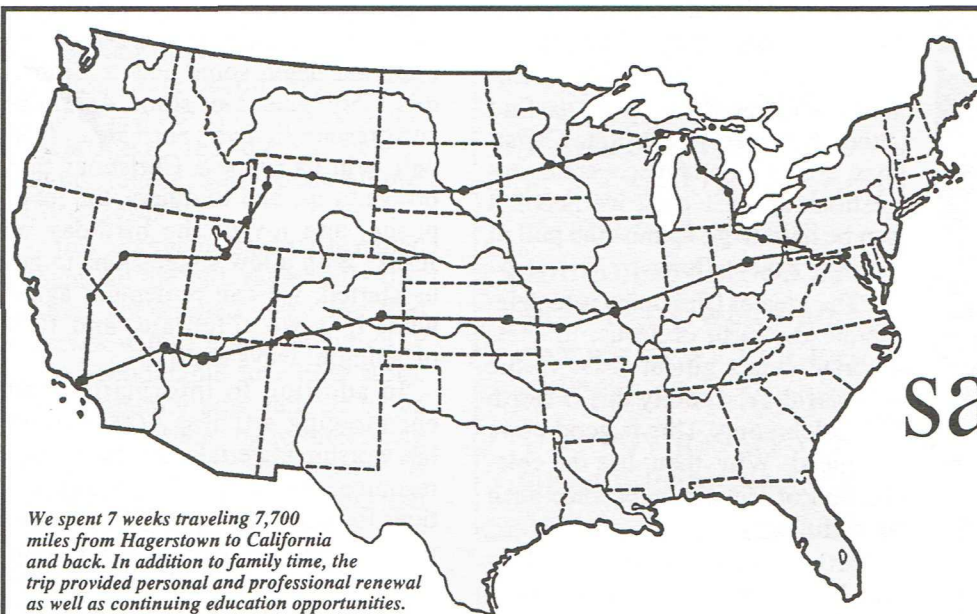 We spent 7 weeks traveling 7,700
miles from Hagerstown to California
and back. In addition to family time, the
trip provided personal and professional renewal
as well as continuing education opportunities.
sa